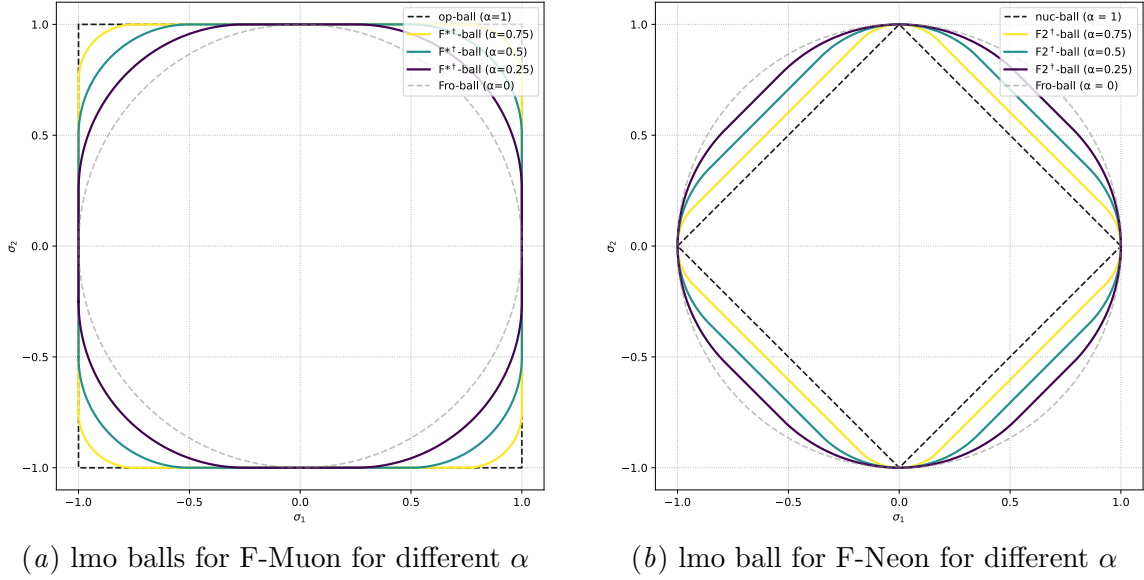 1.0
0.5
0.0
−0.5
−1.0
σ₂
−1.0 −0.5 0.0 0.5 1.0
σ₁
op-ball (α=1)
F*†-ball (α=0.75)
F*†-ball (α=0.5)
F*†-ball (α=0.25)
Fro-ball (α=0)
(a) lmo balls for F-Muon for different α
1.0
0.5
0.0
−0.5
−1.0
σ₂
−1.0 −0.5 0.0 0.5 1.0
σ₁
nuc-ball (α = 1)
F2†-ball (α=0.75)
F2†-ball (α=0.5)
F2†-ball (α=0.25)
Fro-ball (α = 0)
(b) lmo ball for F-Neon for different α